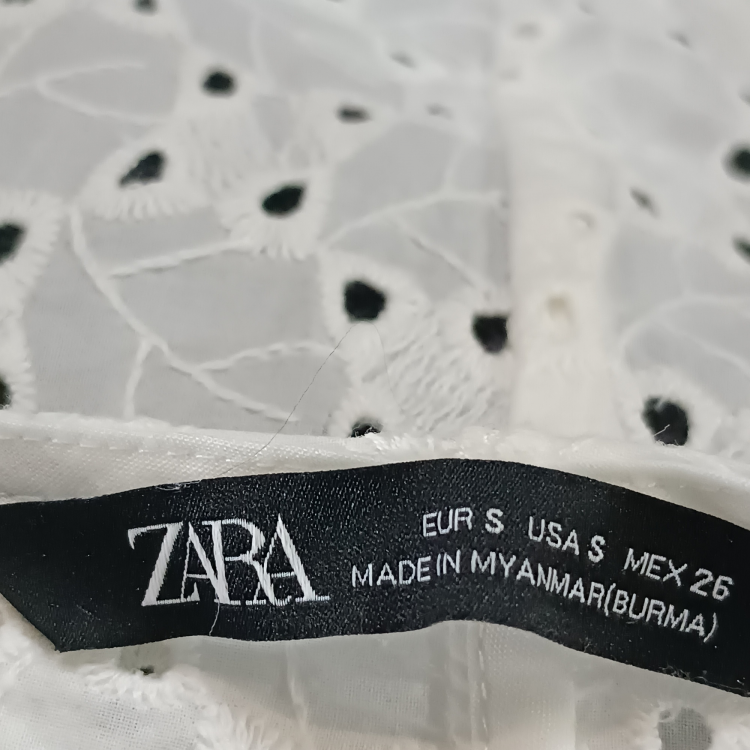 ZARA
EUR S USA S MEX 26
MADE IN MYANMAR(BURMA)